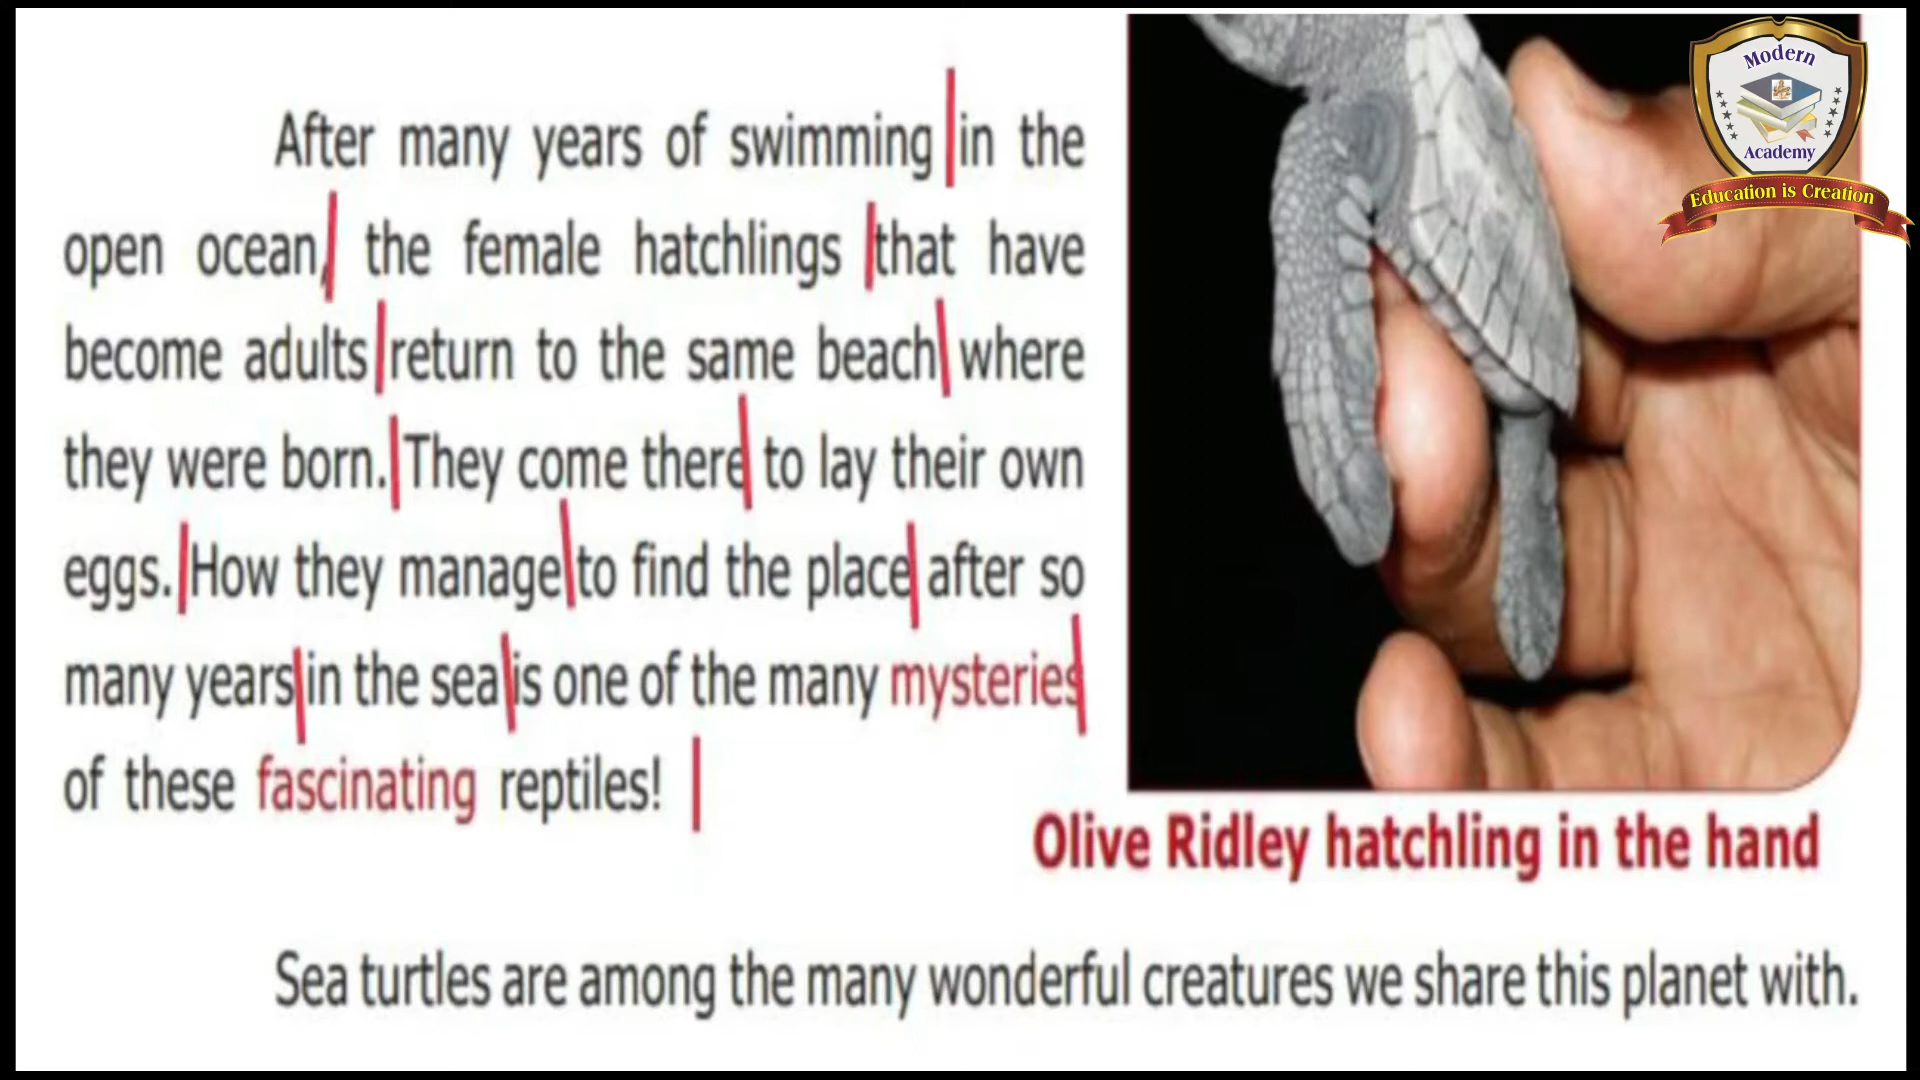 After many years of swimming in the
open ocean, the female hatchlings that have
become adults return to the same beach where
they were born. They come there to lay their own
eggs. How they manage to find the place after so
many years in the sea is one of the many mysteries
of these fascinating reptiles!
Modern
Academy
Education is Creation
Olive Ridley hatchling in the hand
Sea turtles are among the many wonderful creatures we share this planet with.